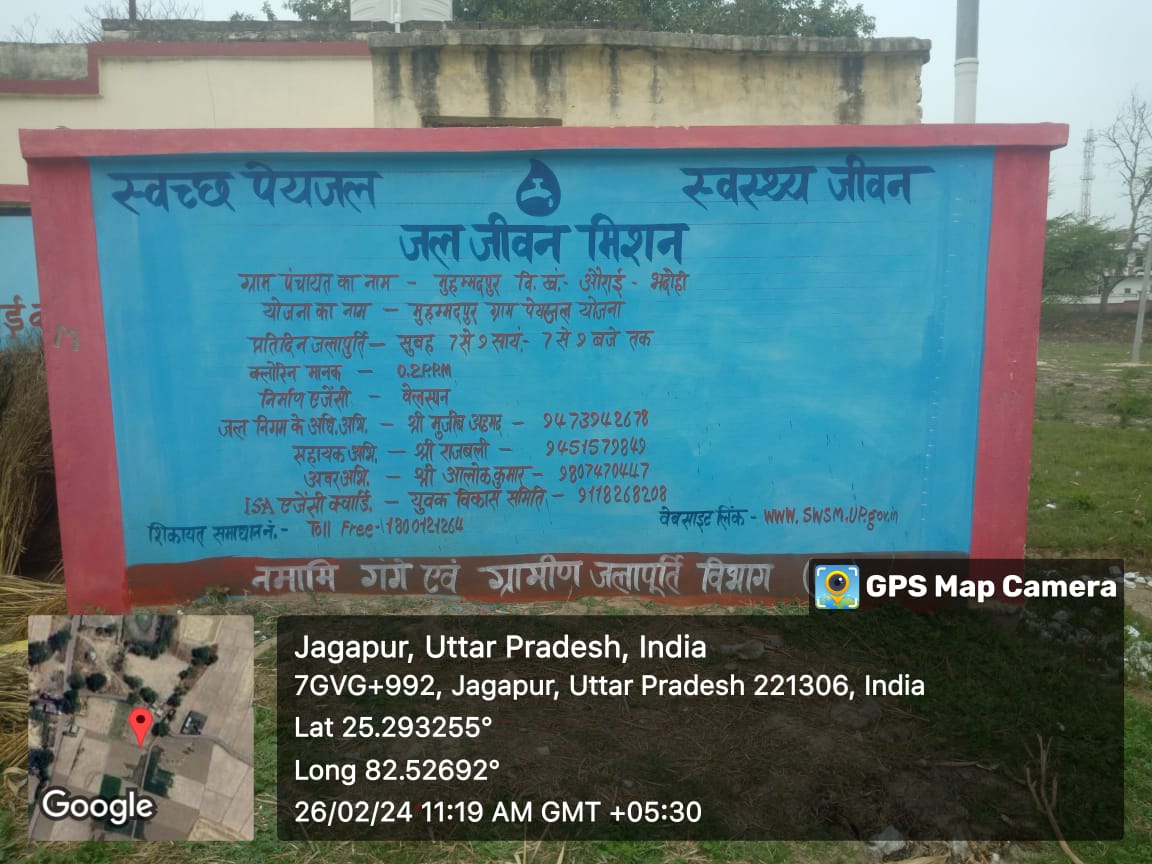 स्वच्छ पेयजल स्वस्थ्य जीवन
जल जीवन मिशन
ग्राम पंचायत का नाम - मुहम्मदपुर वि.खं.- औराई - भदोही
योजना का नाम - मुहम्मदपुर ग्राम पेयजल योजना
प्रतिदिन जलापुर्ति - सुबह 7 से 9 सायं- 7 से 9 बजे तक
क्लोरिन मानक - 0.2 P.P.M
निर्माण एजेंसी - वेलस्पन
जल निगम के अधि.अभि. - श्री मुजीब अहमद - 9473942678
सहायक अभि. - श्री राजबली - 9451579849
अवर अभि. - श्री आलोक कुमार - 9807470447
ISA एजेंसी क्वार्डि. - युवक विकास समिति - 9118268208
शिकायत समाधान नं.- Toll Free-1800121264
वेबसाइट लिंक - www.SWSM.UP.gov.in
नमामि गंगे एवं ग्रामीण जलापूर्ति विभाग
GPS Map Camera
Jagapur, Uttar Pradesh, India
7GVG+992, Jagapur, Uttar Pradesh 221306, India
Lat 25.293255°
Long 82.52692°
26/02/24 11:19 AM GMT +05:30
Google